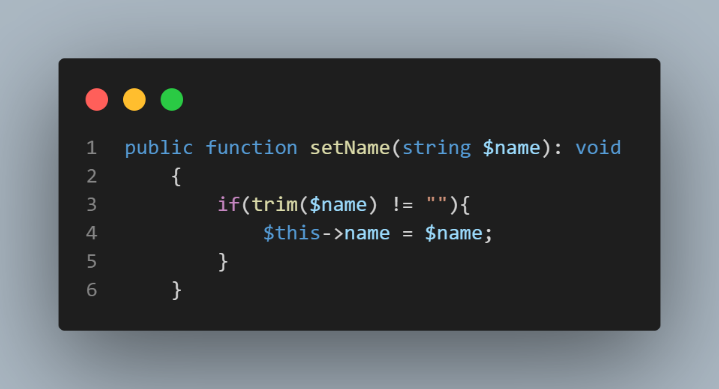 1 public function setName(string $name): void
2     {
3         if(trim($name) != ""){
4             $this->name = $name;
5         }
6     }